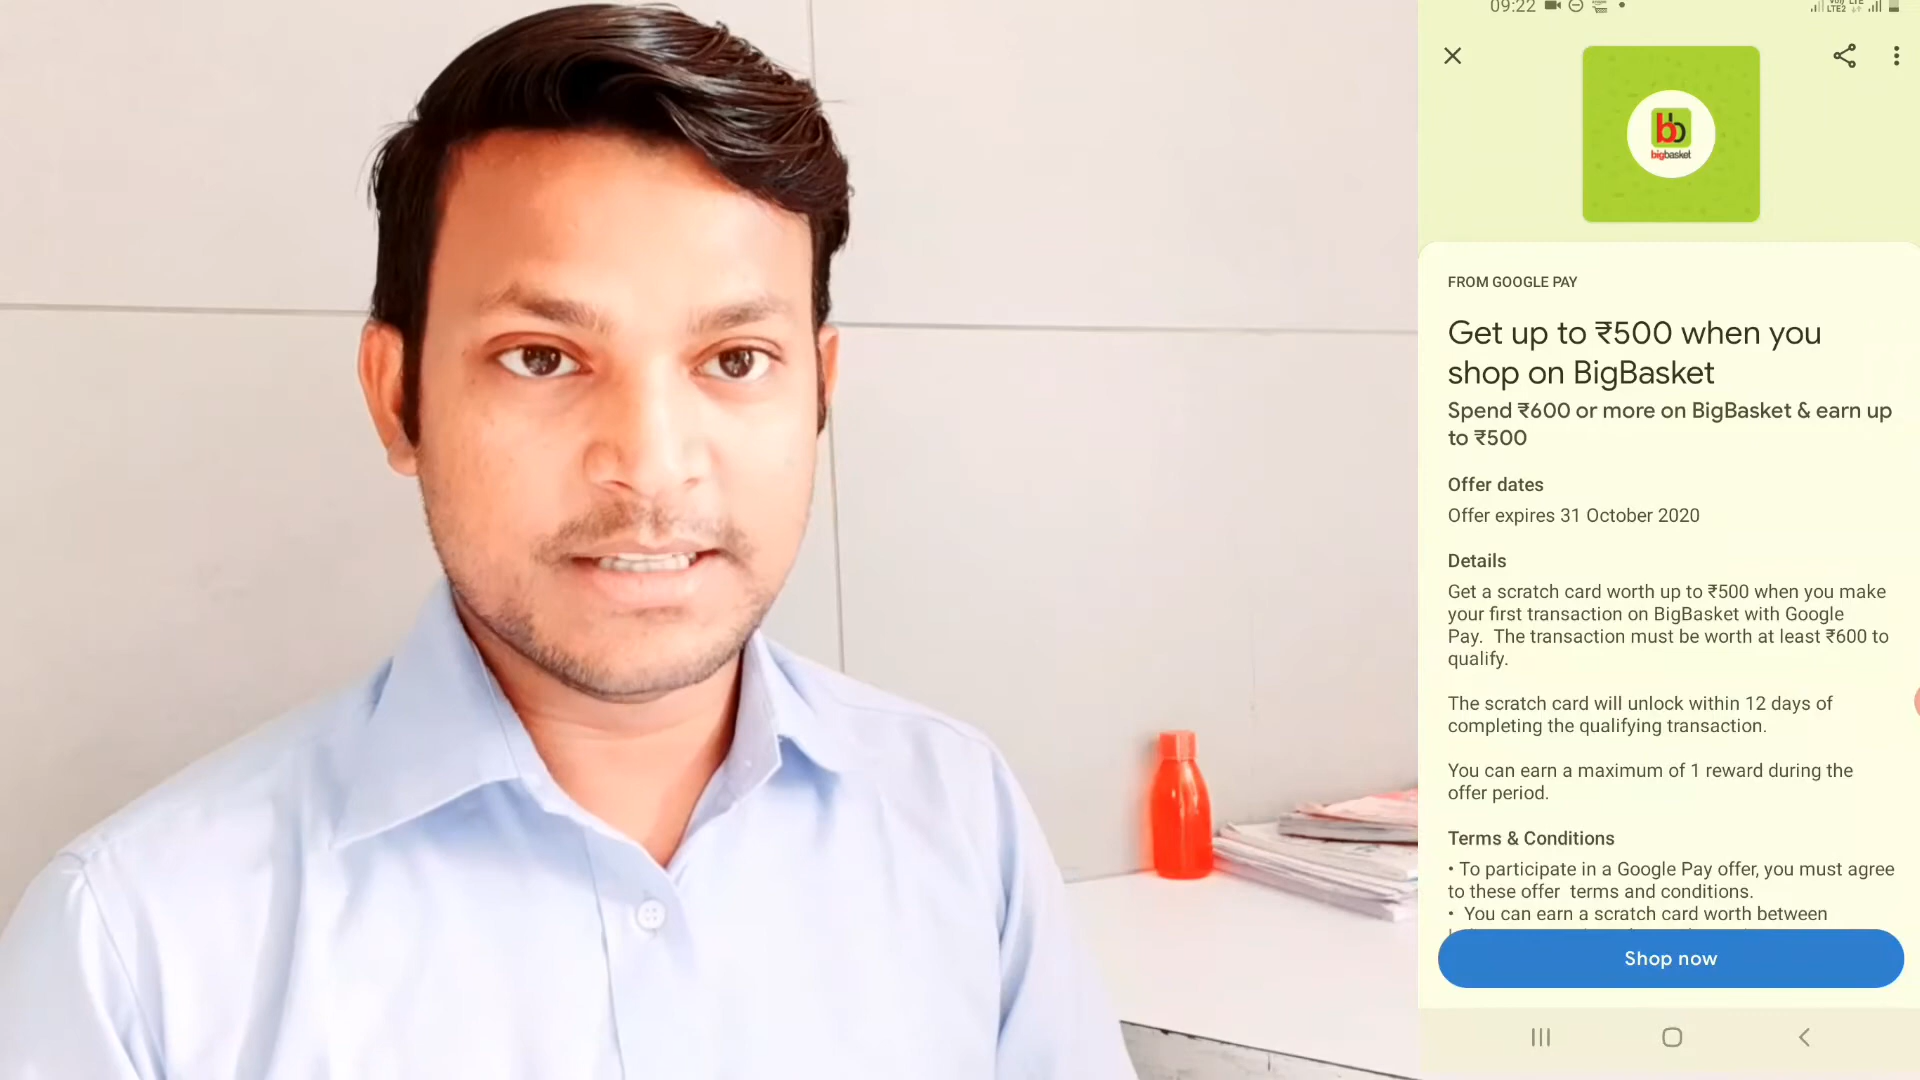 09:22
LTE2
bb
bigbasket
FROM GOOGLE PAY
Get up to ₹500 when you
shop on BigBasket
Spend ₹600 or more on BigBasket & earn up
to ₹500
Offer dates
Offer expires 31 October 2020
Details
Get a scratch card worth up to ₹500 when you make
your first transaction on BigBasket with Google
Pay. The transaction must be worth at least ₹600 to
qualify.
The scratch card will unlock within 12 days of
completing the qualifying transaction.
You can earn a maximum of 1 reward during the
offer period.
Terms & Conditions
• To participate in a Google Pay offer, you must agree
to these offer terms and conditions.
• You can earn a scratch card worth between
Shop now